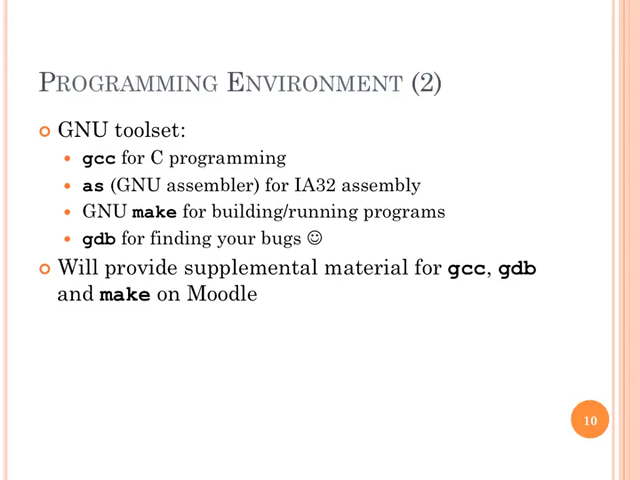 PROGRAMMING ENVIRONMENT (2)
GNU toolset:
gcc for C programming
as (GNU assembler) for IA32 assembly
GNU make for building/running programs
gdb for finding your bugs ☺
Will provide supplemental material for gcc, gdb
and make on Moodle
10